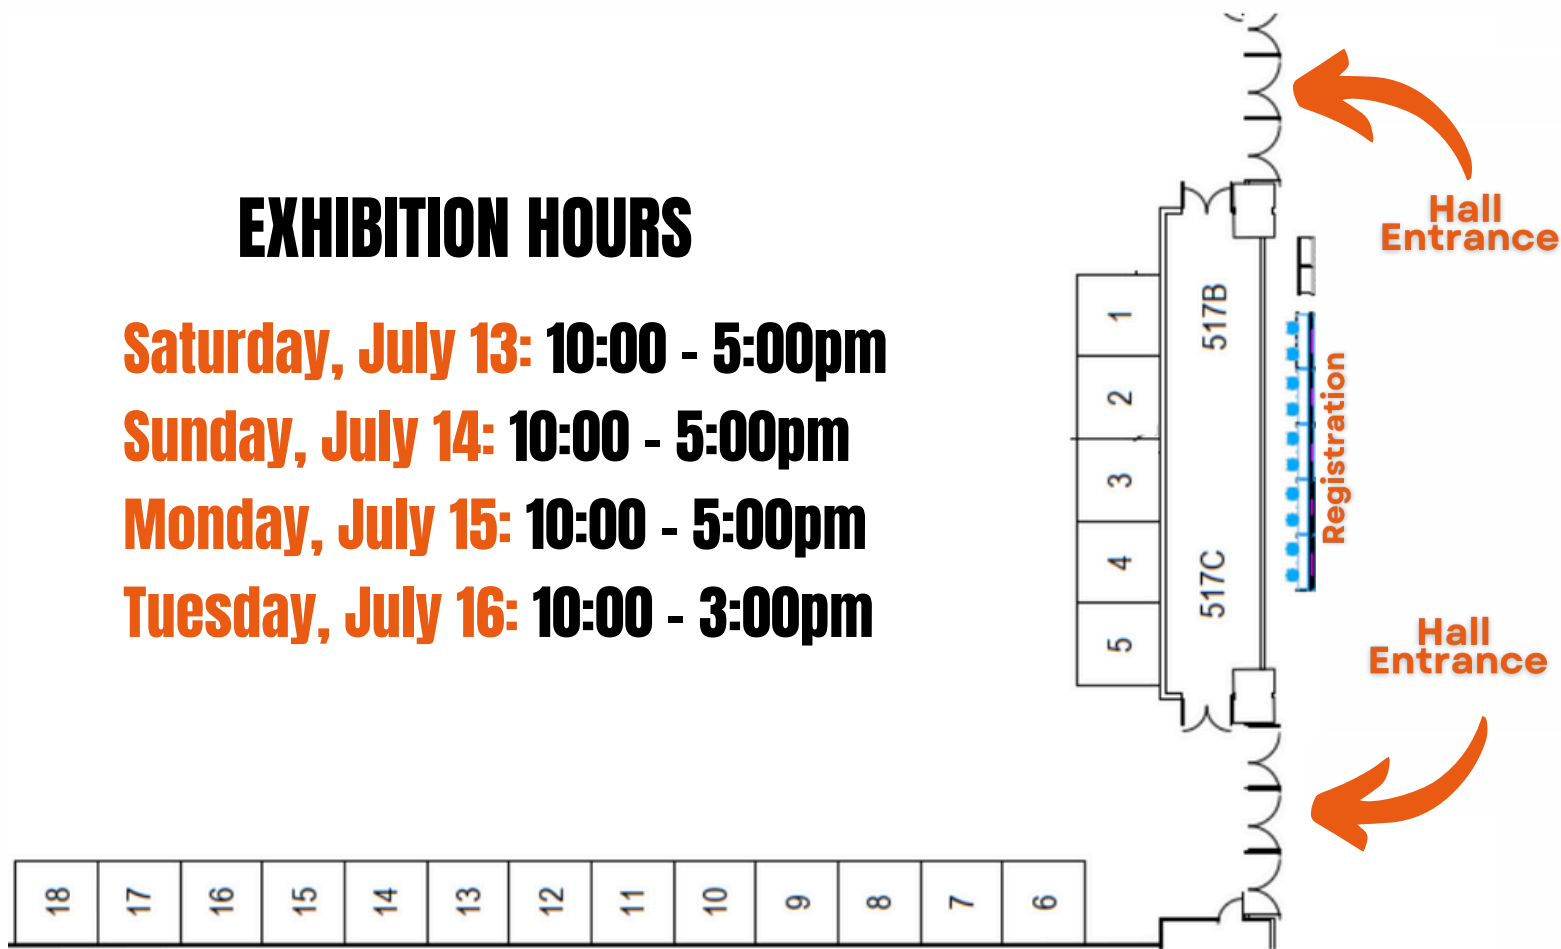 EXHIBITION HOURS
Saturday, July 13: 10:00 - 5:00pm
Sunday, July 14: 10:00 - 5:00pm
Monday, July 15: 10:00 - 5:00pm
Tuesday, July 16: 10:00 - 3:00pm
Hall
Entrance
1
2
3
4
5
517B
517C
Registration
Hall
Entrance
18
17
16
15
14
13
12
11
10
9
8
7
6